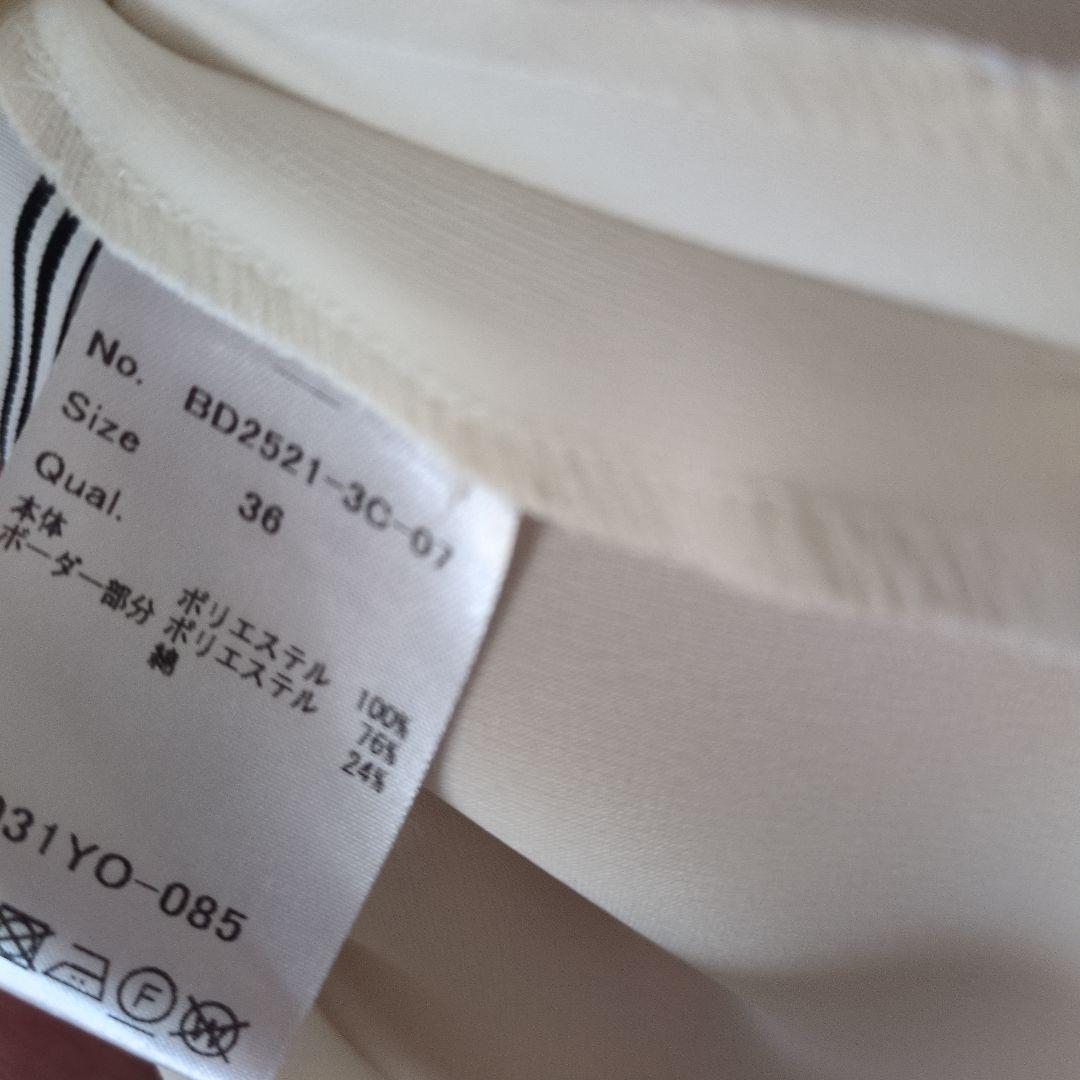 No. BD2521-3C-07
Size 36
Qual.
本体 ポリエステル 100%
ボーダー部分 ポリエステル 76%
綿 24%
031YO-085
F
W